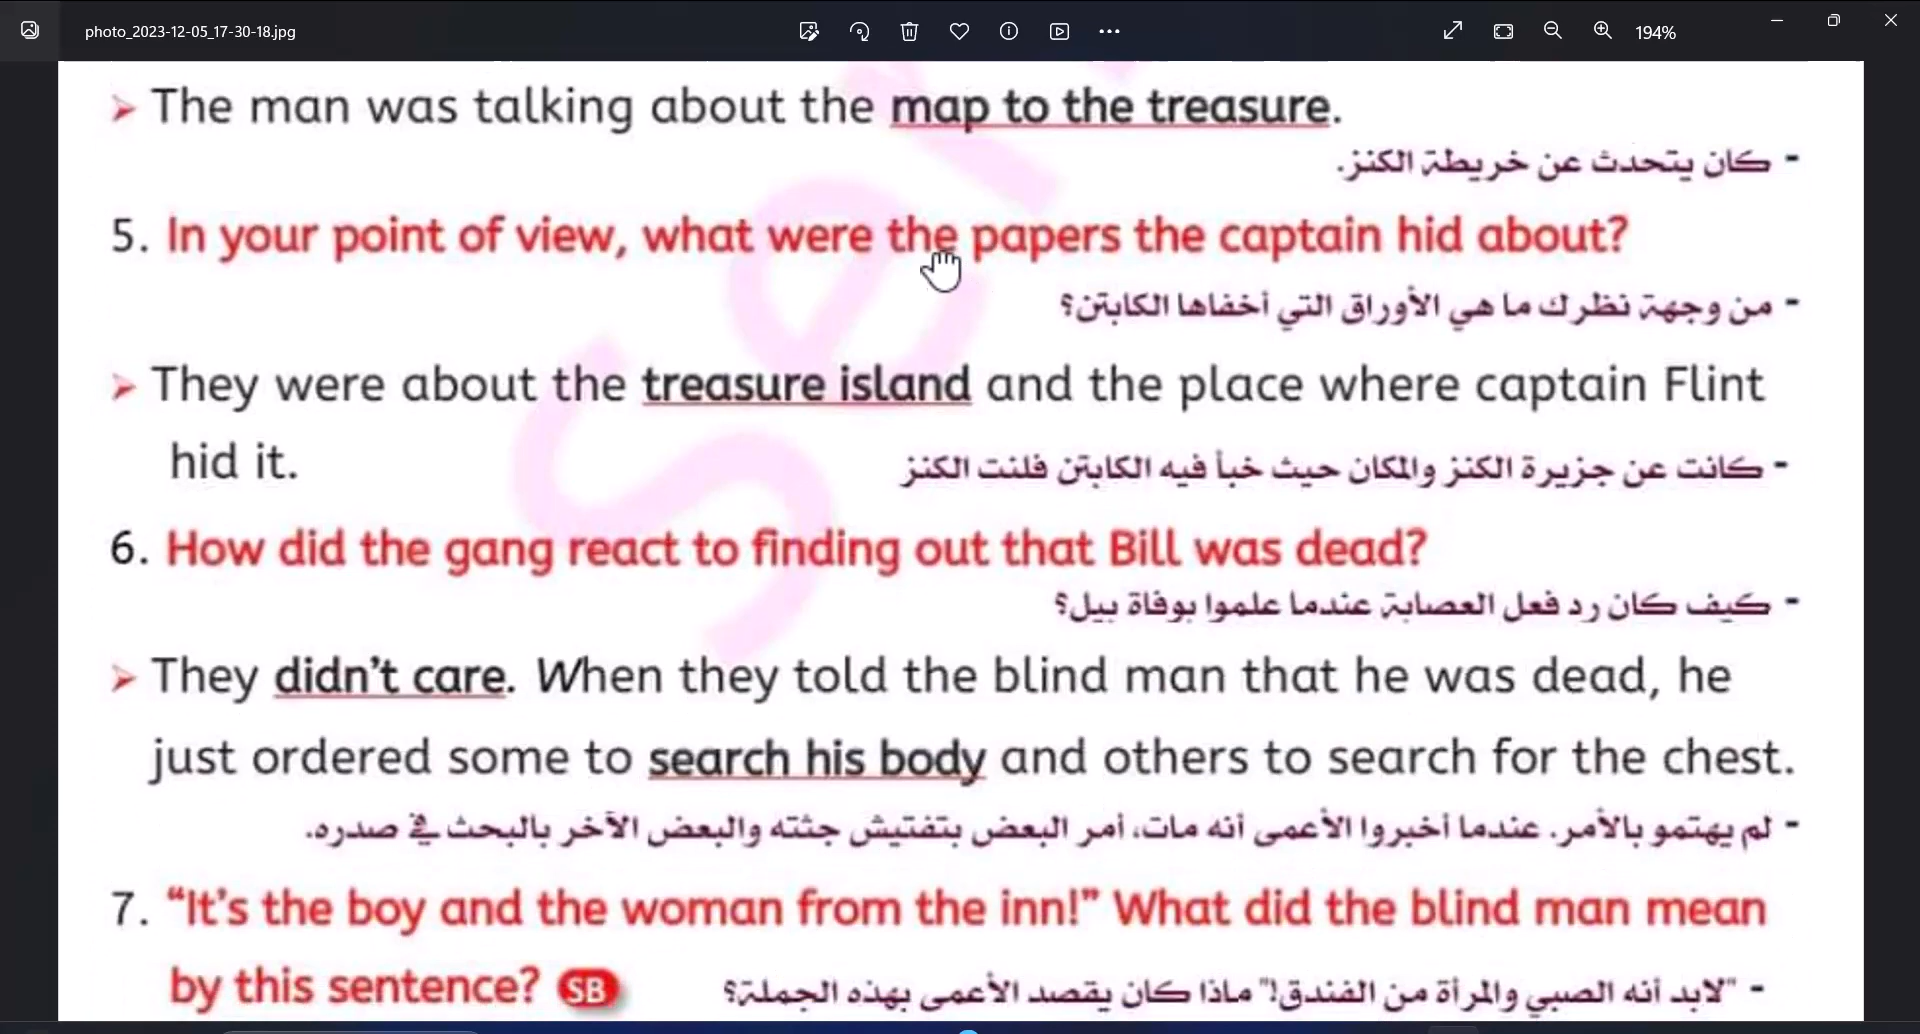 photo_2023-12-05_17-30-18.jpg
194%
The man was talking about the map to the treasure.
- كان يتحدث عن خريطة الكنز.
5. In your point of view, what were the papers the captain hid about?
- من وجهة نظرك ما هي الأوراق التي أخفاها الكابتن؟
They were about the treasure island and the place where captain Flint
hid it.
- كانت عن جزيرة الكنز والمكان حيث خبأ فيه الكابتن فلنت الكنز
6. How did the gang react to finding out that Bill was dead?
- كيف كان رد فعل العصابة عندما علموا بوفاة بيل؟
They didn't care. When they told the blind man that he was dead, he
just ordered some to search his body and others to search for the chest.
- لم يهتمو بالأمر. عندما أخبروا الأعمى أنه مات، أمر البعض بتفتيش جثته والبعض الآخر بالبحث في صدره.
7. “It's the boy and the woman from the inn!” What did the blind man mean
by this sentence? SB
- "لابد أنه الصبي والمرأة من الفندق!" ماذا كان يقصد الأعمى بهذه الجملة؟